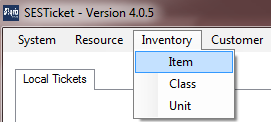 SESTicket - Version 4.0.5
System Resource Inventory Customer
Item
Local Tickets
Class
Unit